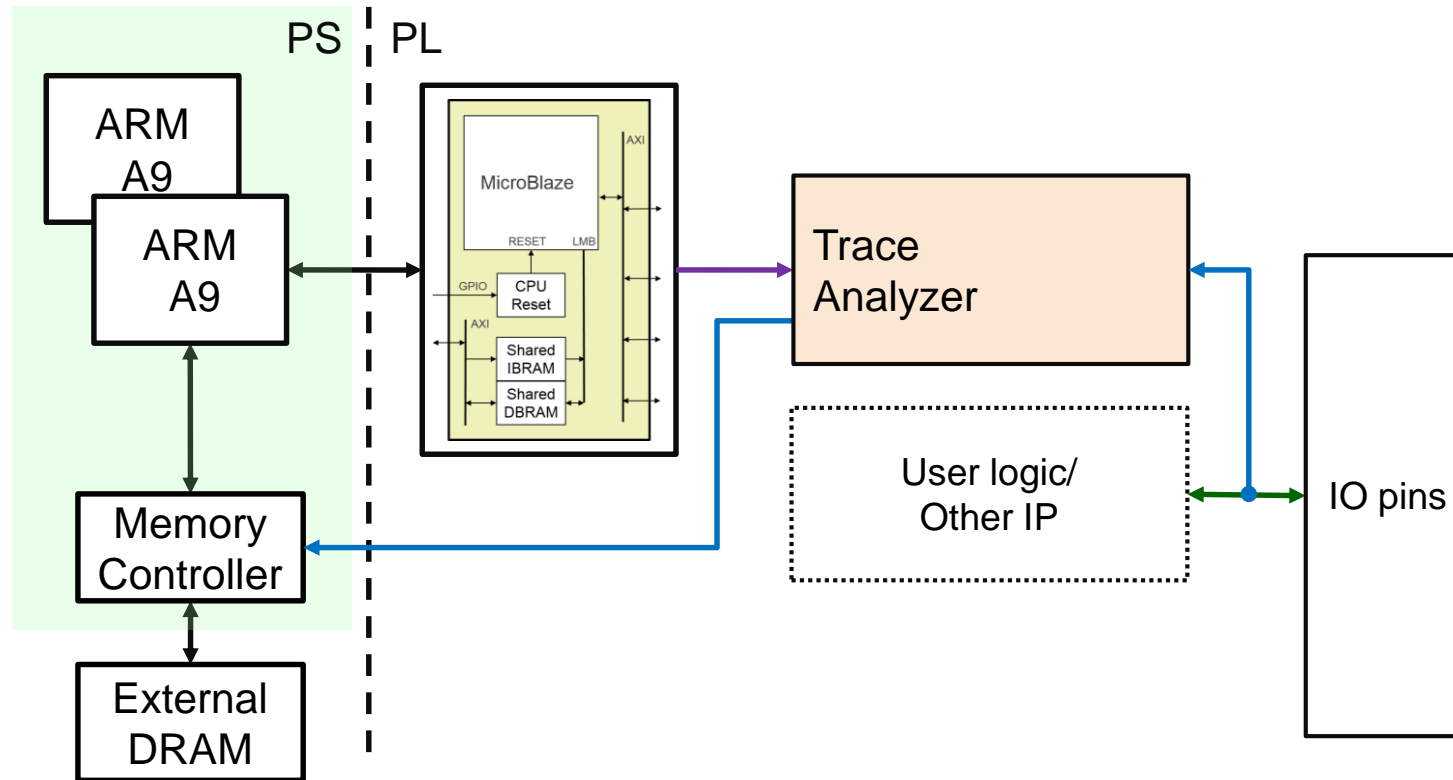 PS
PL
ARM
A9
ARM
A9
Memory
Controller
External
DRAM
AXI
MicroBlaze
RESET
LMB
GPIO
CPU
Reset
AXI
Shared
IBRAM
Shared
DBRAM
Trace
Analyzer
User logic/
Other IP
IO pins